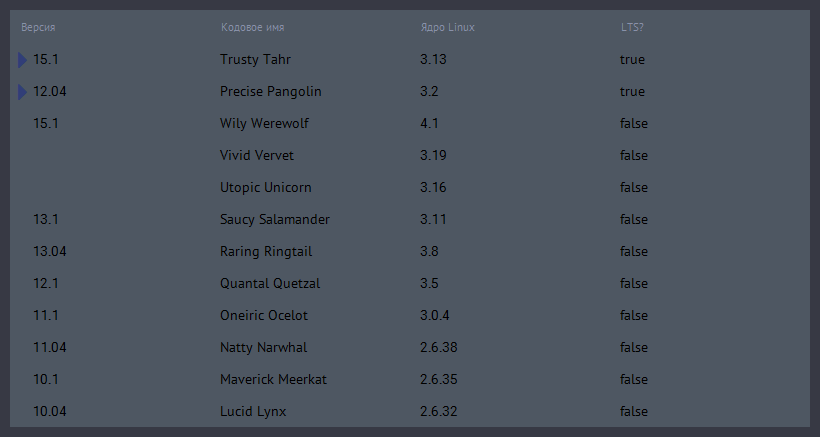 Версия Кодовое имя Ядро Linux LTS?
15.1 Trusty Tahr 3.13 true
12.04 Precise Pangolin 3.2 true
15.1 Wily Werewolf 4.1 false
Vivid Vervet 3.19 false
Utopic Unicorn 3.16 false
13.1 Saucy Salamander 3.11 false
13.04 Raring Ringtail 3.8 false
12.1 Quantal Quetzal 3.5 false
11.1 Oneiric Ocelot 3.0.4 false
11.04 Natty Narwhal 2.6.38 false
10.1 Maverick Meerkat 2.6.35 false
10.04 Lucid Lynx 2.6.32 false